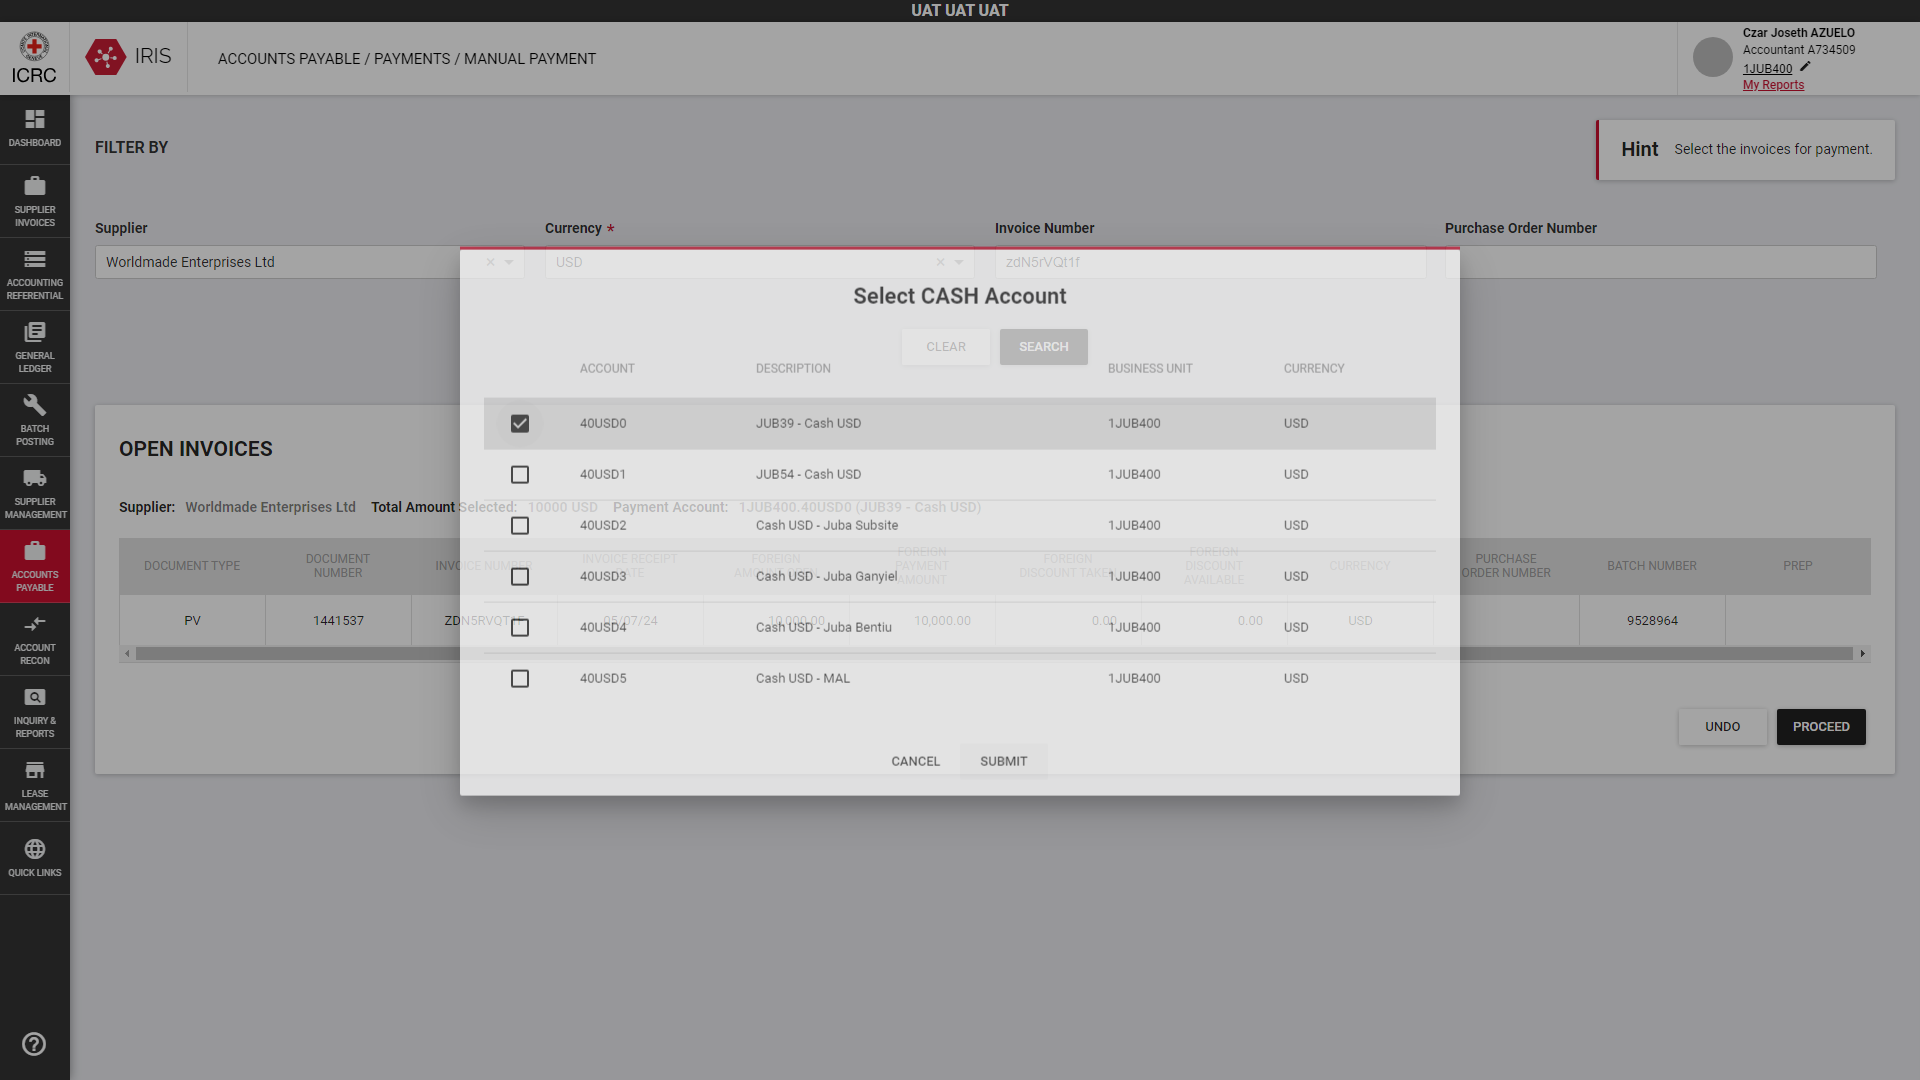 UAT UAT UAT
ICRC
IRIS
ACCOUNTS PAYABLE / PAYMENTS / MANUAL PAYMENT
Czar Joseth AZUELO
Accountant A734509
1JUB400
My Reports
DASHBOARD
SUPPLIER INVOICES
ACCOUNTING REFERENTIAL
GENERAL LEDGER
BATCH POSTING
SUPPLIER MANAGEMENT
ACCOUNTS PAYABLE
ACCOUNT RECON
INQUIRY & REPORTS
LEASE MANAGEMENT
QUICK LINKS
FILTER BY
Hint Select the invoices for payment.
Supplier Currency * Invoice Number Purchase Order Number
Worldmade Enterprises Ltd USD zdN5rVQt1f
Select CASH Account
CLEAR SEARCH
ACCOUNT DESCRIPTION BUSINESS UNIT CURRENCY
40USD0 JUB39 - Cash USD 1JUB400 USD
40USD1 JUB54 - Cash USD 1JUB400 USD
40USD2 Cash USD - Juba Subsite 1JUB400 USD
40USD3 Cash USD - Juba Ganyiel 1JUB400 USD
40USD4 Cash USD - Juba Bentiu 1JUB400 USD
40USD5 Cash USD - MAL 1JUB400 USD
CANCEL SUBMIT
OPEN INVOICES
Supplier: Worldmade Enterprises Ltd Total Amount Selected: 10000 USD Payment Account: 1JUB400.40USD0 (JUB39 - Cash USD)
DOCUMENT TYPE DOCUMENT NUMBER INVOICE NUMBER INVOICE RECEIPT DATE FOREIGN FOREIGN PAYMENT AMOUNT FOREIGN DISCOUNT TAKEN FOREIGN DISCOUNT AVAILABLE CURRENCY PURCHASE ORDER NUMBER BATCH NUMBER PREP
PV 1441537 05/07/24 10,000.00 10,000.00 0.00 0.00 USD 9528964
UNDO PROCEED